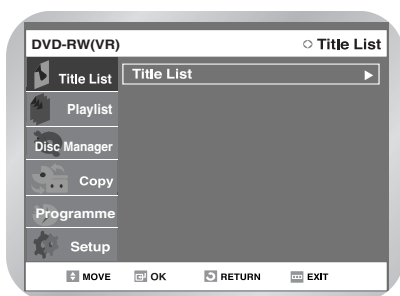 DVD-RW(VR) Title List
Title List Title List
Playlist
Disc Manager
Copy
Programme
Setup
MOVE OK RETURN EXIT